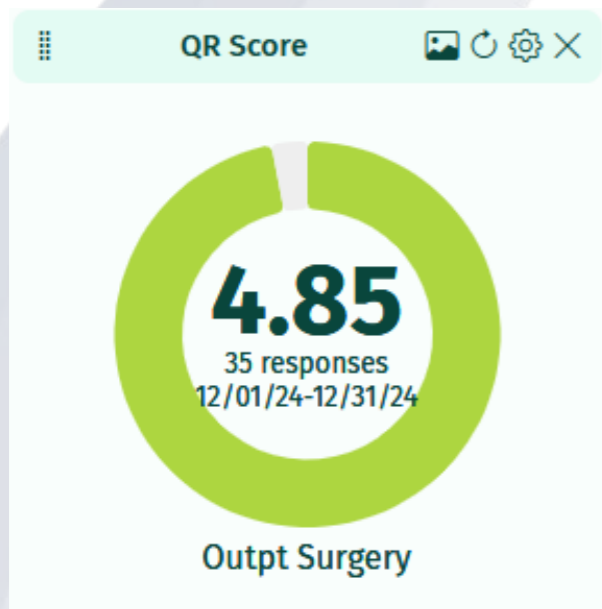 QR Score
4.85
35 responses
12/01/24-12/31/24
Outpt Surgery